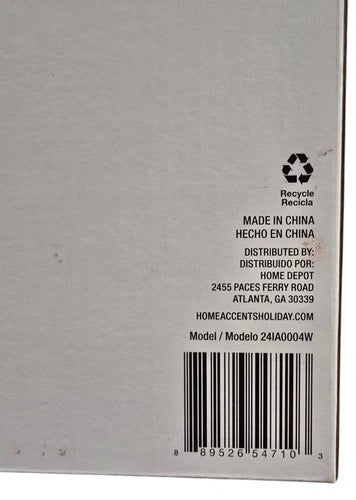 Recycle
Recicla
MADE IN CHINA
HECHO EN CHINA
DISTRIBUTED BY:
DISTRIBUIDO POR:
HOME DEPOT
2455 PACES FERRY ROAD
ATLANTA, GA 30339
HOMEACCENTSHOLIDAY.COM
Model / Modelo 24IA0004W
8 89526 54710 3